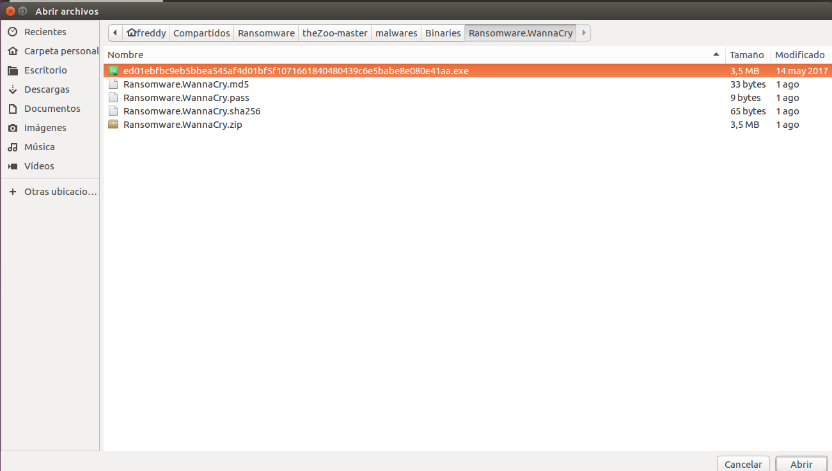 Abrir archivos
freddy Compartidos Ransomware theZoo-master malwares Binaries Ransomware.WannaCry
Recientes
Carpeta personal
Escritorio
Descargas
Documentos
Imágenes
Música
Vídeos
Otras ubicacio...
Nombre Tamaño Modificado
ed01ebfbc9eb5bbea545af4d01bf5f1071661840480439c6e5babe8e080e41aa.exe 3,5 MB 14 may 2017
Ransomware.WannaCry.md5 33 bytes 1 ago
Ransomware.WannaCry.pass 9 bytes 1 ago
Ransomware.WannaCry.sha256 65 bytes 1 ago
Ransomware.WannaCry.zip 3,5 MB 1 ago
Cancelar Abrir